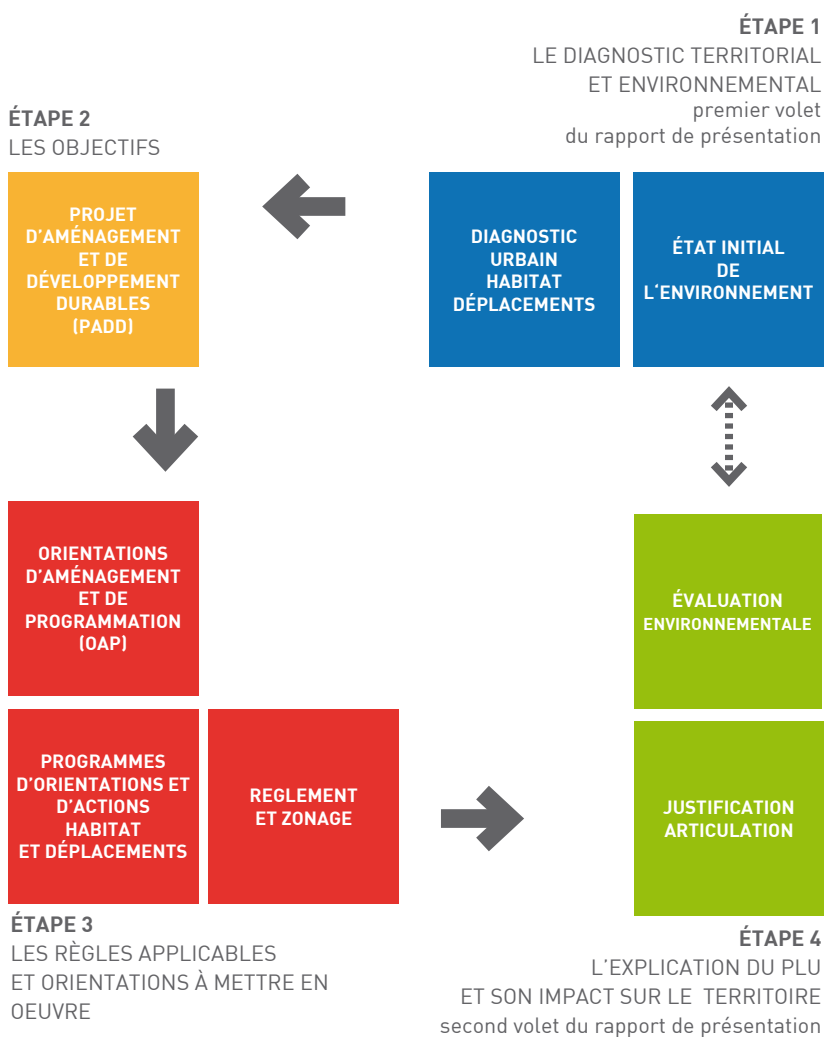 ÉTAPE 1
LE DIAGNOSTIC TERRITORIAL
ET ENVIRONNEMENTAL
premier volet
du rapport de présentation
ÉTAPE 2
LES OBJECTIFS
PROJET
D'AMÉNAGEMENT
ET DE
DÉVELOPPEMENT
DURABLES
(PADD)
DIAGNOSTIC
URBAIN
HABITAT
DÉPLACEMENTS
ÉTAT INITIAL
DE
L'ENVIRONNEMENT
ORIENTATIONS
D'AMÉNAGEMENT
ET DE
PROGRAMMATION
(OAP)
ÉVALUATION
ENVIRONNEMENTALE
PROGRAMMES
D'ORIENTATIONS ET
D'ACTIONS
HABITAT
ET DÉPLACEMENTS
REGLEMENT
ET ZONAGE
JUSTIFICATION
ARTICULATION
ÉTAPE 3
LES RÈGLES APPLICABLES
ET ORIENTATIONS À METTRE EN
OEUVRE
ÉTAPE 4
L'EXPLICATION DU PLU
ET SON IMPACT SUR LE TERRITOIRE
second volet du rapport de présentation